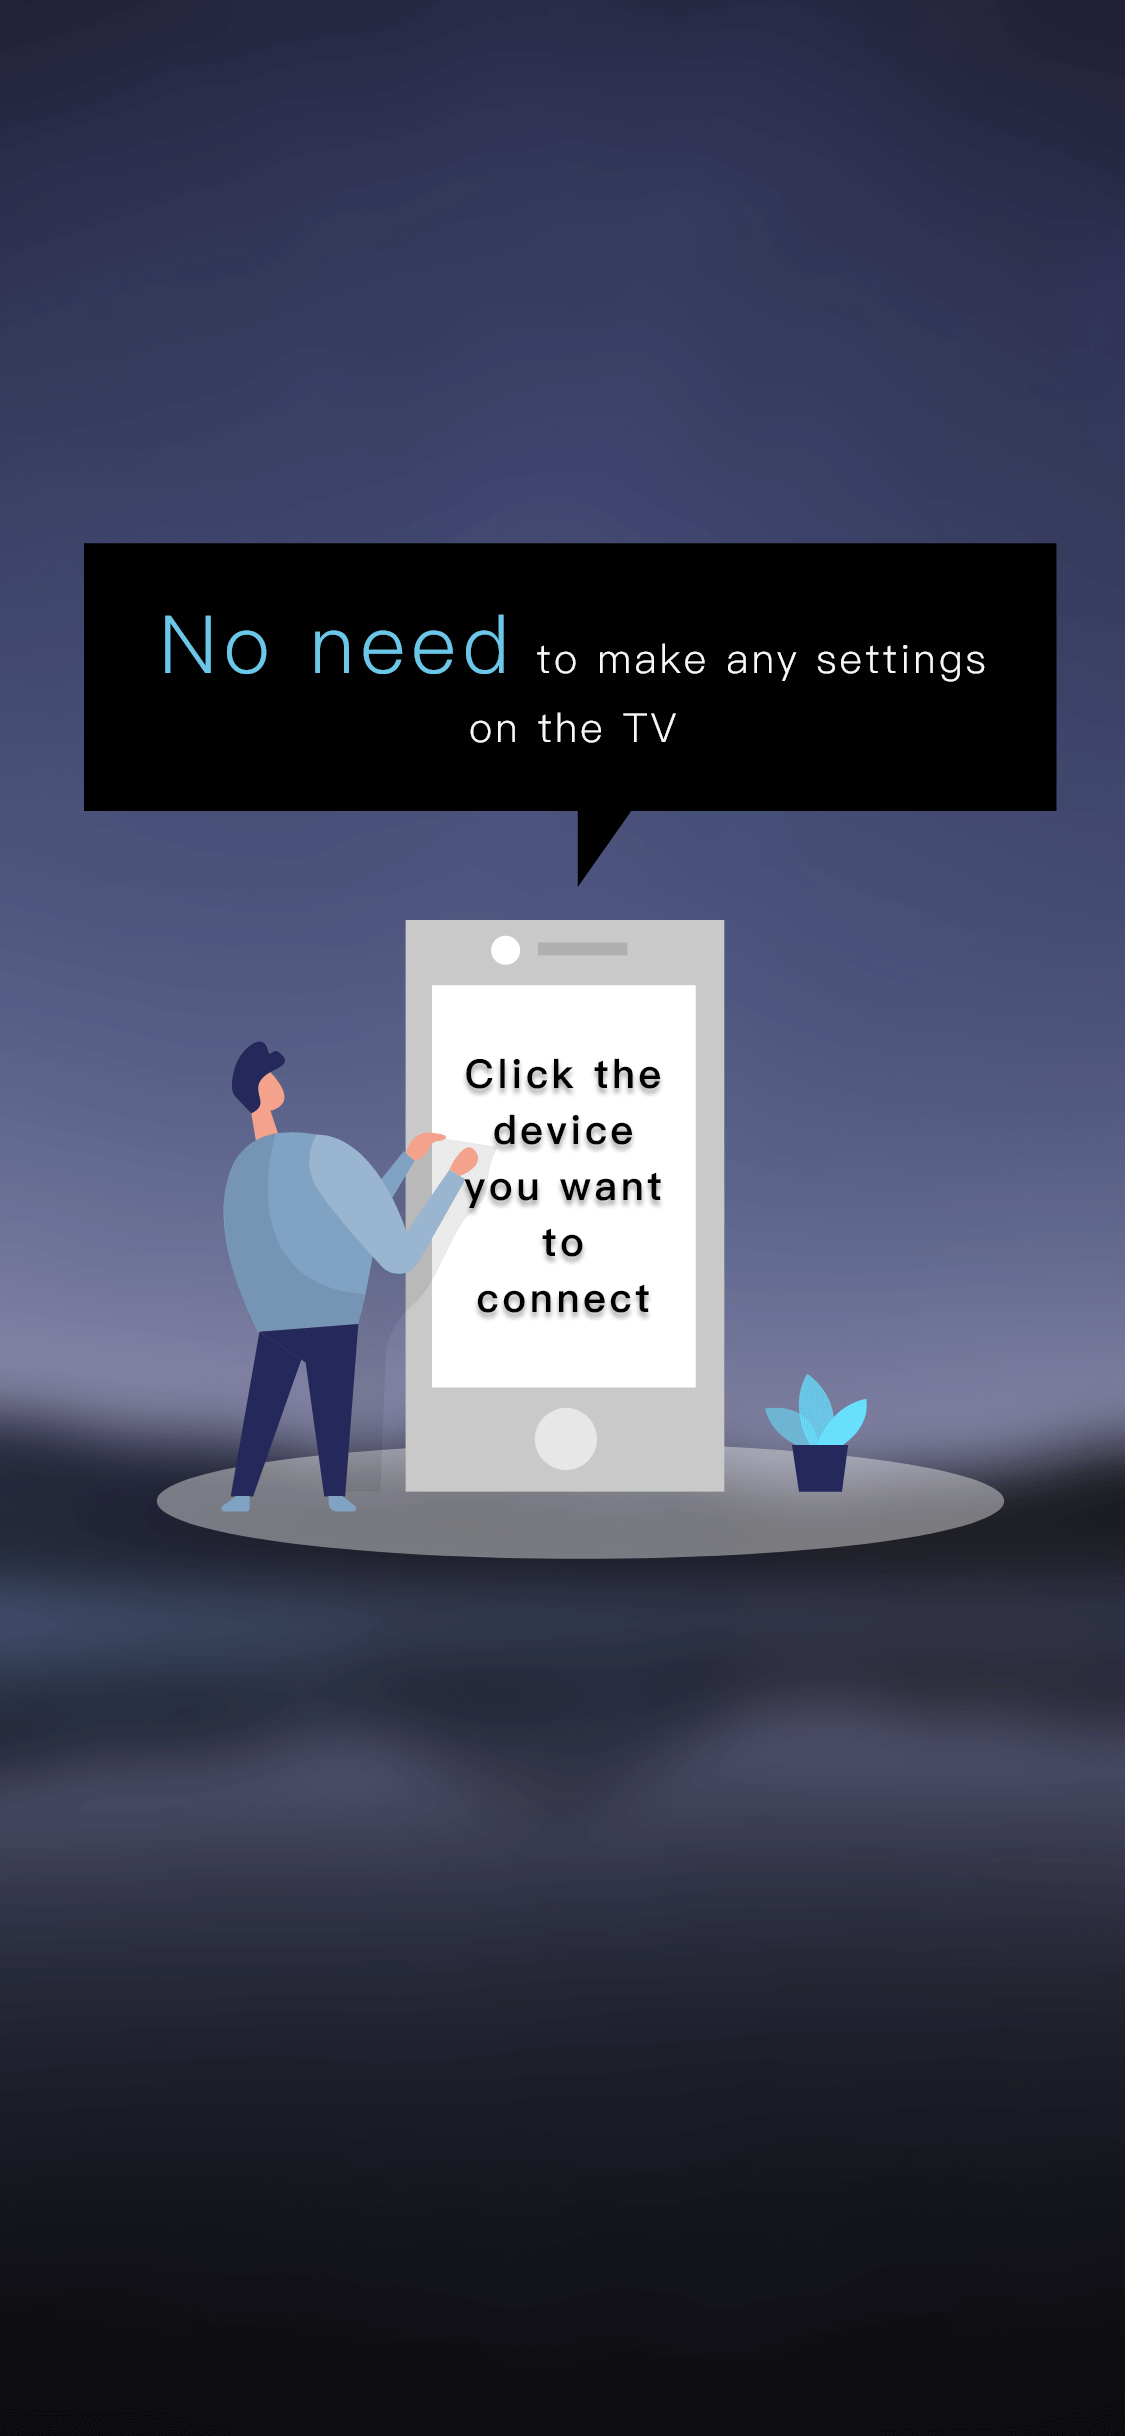 No need to make any settings
on the TV
Click the
device
you want
to
connect